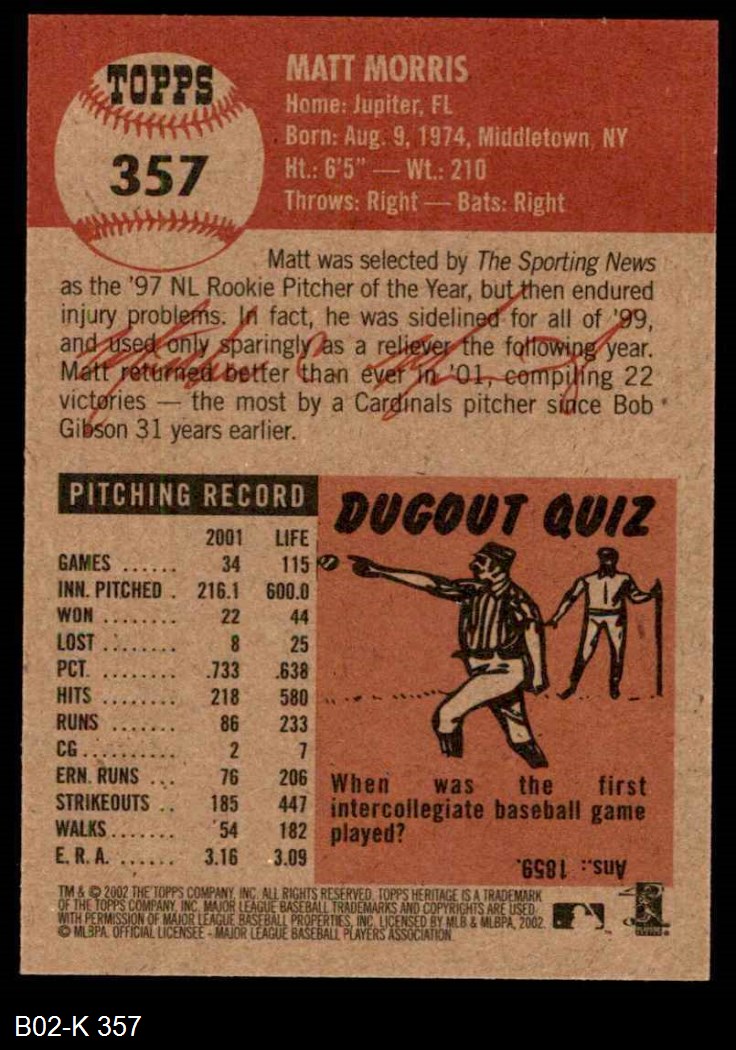 TOPPS
357
MATT MORRIS
Home: Jupiter, FL
Born: Aug. 9, 1974, Middletown, NY
Ht.: 6'5" — Wt.: 210
Throws: Right — Bats: Right
Matt was selected by The Sporting News
as the '97 NL Rookie Pitcher of the Year, but then endured
injury problems. In fact, he was sidelined for all of '99,
and used only sparingly as a reliever the following year.
Matt returned better than ever in '01, compiling 22
victories — the most by a Cardinals pitcher since Bob
Gibson 31 years earlier.
PITCHING RECORD
2001 LIFE
GAMES ...... 34 115
INN. PITCHED . 216.1 600.0
WON ........ 22 44
LOST ........ 8 25
PCT. ........ .733 .638
HITS ........ 218 580
RUNS ....... 86 233
CG.......... 2 7
ERN. RUNS ... 76 206
STRIKEOUTS .. 185 447
WALKS....... 54 182
E. R. A. ...... 3.16 3.09
DUGOUT QUIZ
When was the first
intercollegiate baseball game
played?
Ans.: 1859.
TM & © 2002 THE TOPPS COMPANY, INC. ALL RIGHTS RESERVED. TOPPS HERITAGE IS A TRADEMARK
OF THE TOPPS COMPANY, INC. MAJOR LEAGUE BASEBALL TRADEMARKS AND COPYRIGHTS ARE USED
WITH PERMISSION OF MAJOR LEAGUE BASEBALL PROPERTIES, INC. LICENSED BY MLB & MLBPA, 2002.
© MLBPA. OFFICIAL LICENSEE - MAJOR LEAGUE BASEBALL PLAYERS ASSOCIATION
B02-K 357